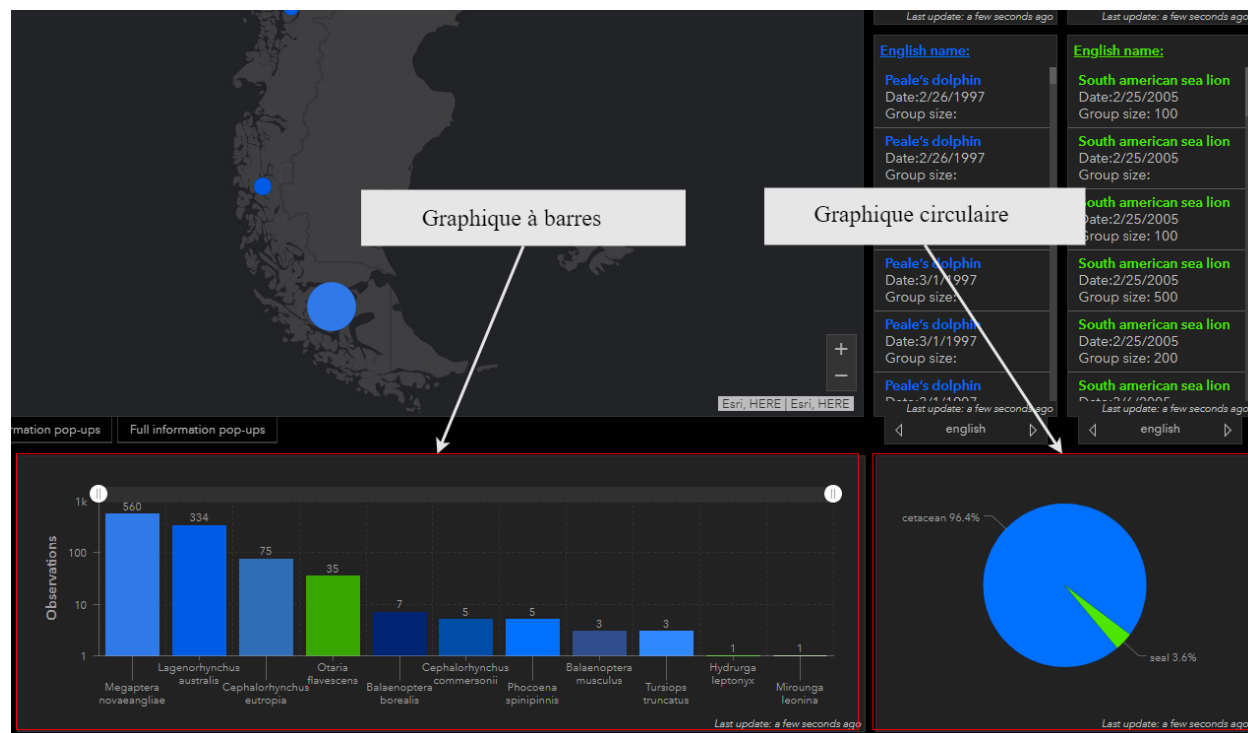 Last update: a few seconds ago
Last update: a few seconds ago
English name:
Peale's dolphin
Date:2/26/1997
Group size:
Peale's dolphin
Date:2/26/1997
Group size:
Peale's dolphin
Date:3/1/1997
Group size:
Peale's dolphin
Date:3/1/1997
Group size:
Peale's dolphin
Last update: a few seconds ago
english
English name:
South american sea lion
Date:2/25/2005
Group size: 100
South american sea lion
Date:2/25/2005
Group size:
South american sea lion
Date:2/25/2005
Group size: 100
South american sea lion
Date:2/25/2005
Group size: 500
South american sea lion
Date:2/25/2005
Group size: 200
South american sea lion
Last update: a few seconds ago
english
Graphique à barres
Graphique circulaire
+
−
Esri, HERE | Esri, HERE
rmation pop-ups
Full information pop-ups
Observations
1k
100
10
1
560
334
75
35
7
5
5
3
3
1
1
Megaptera
novaeangliae
Lagenorhynchus
australis
Cephalorhynchus
eutropia
Otaria
flavescens
Balaenoptera
borealis
Cephalorhynchus
commersonii
Phocoena
spinipinnis
Balaenoptera
musculus
Tursiops
truncatus
Hydrurga
leptonyx
Mirounga
leonina
Last update: a few seconds ago
cetacean 96.4%
seal 3.6%
Last update: a few seconds ago